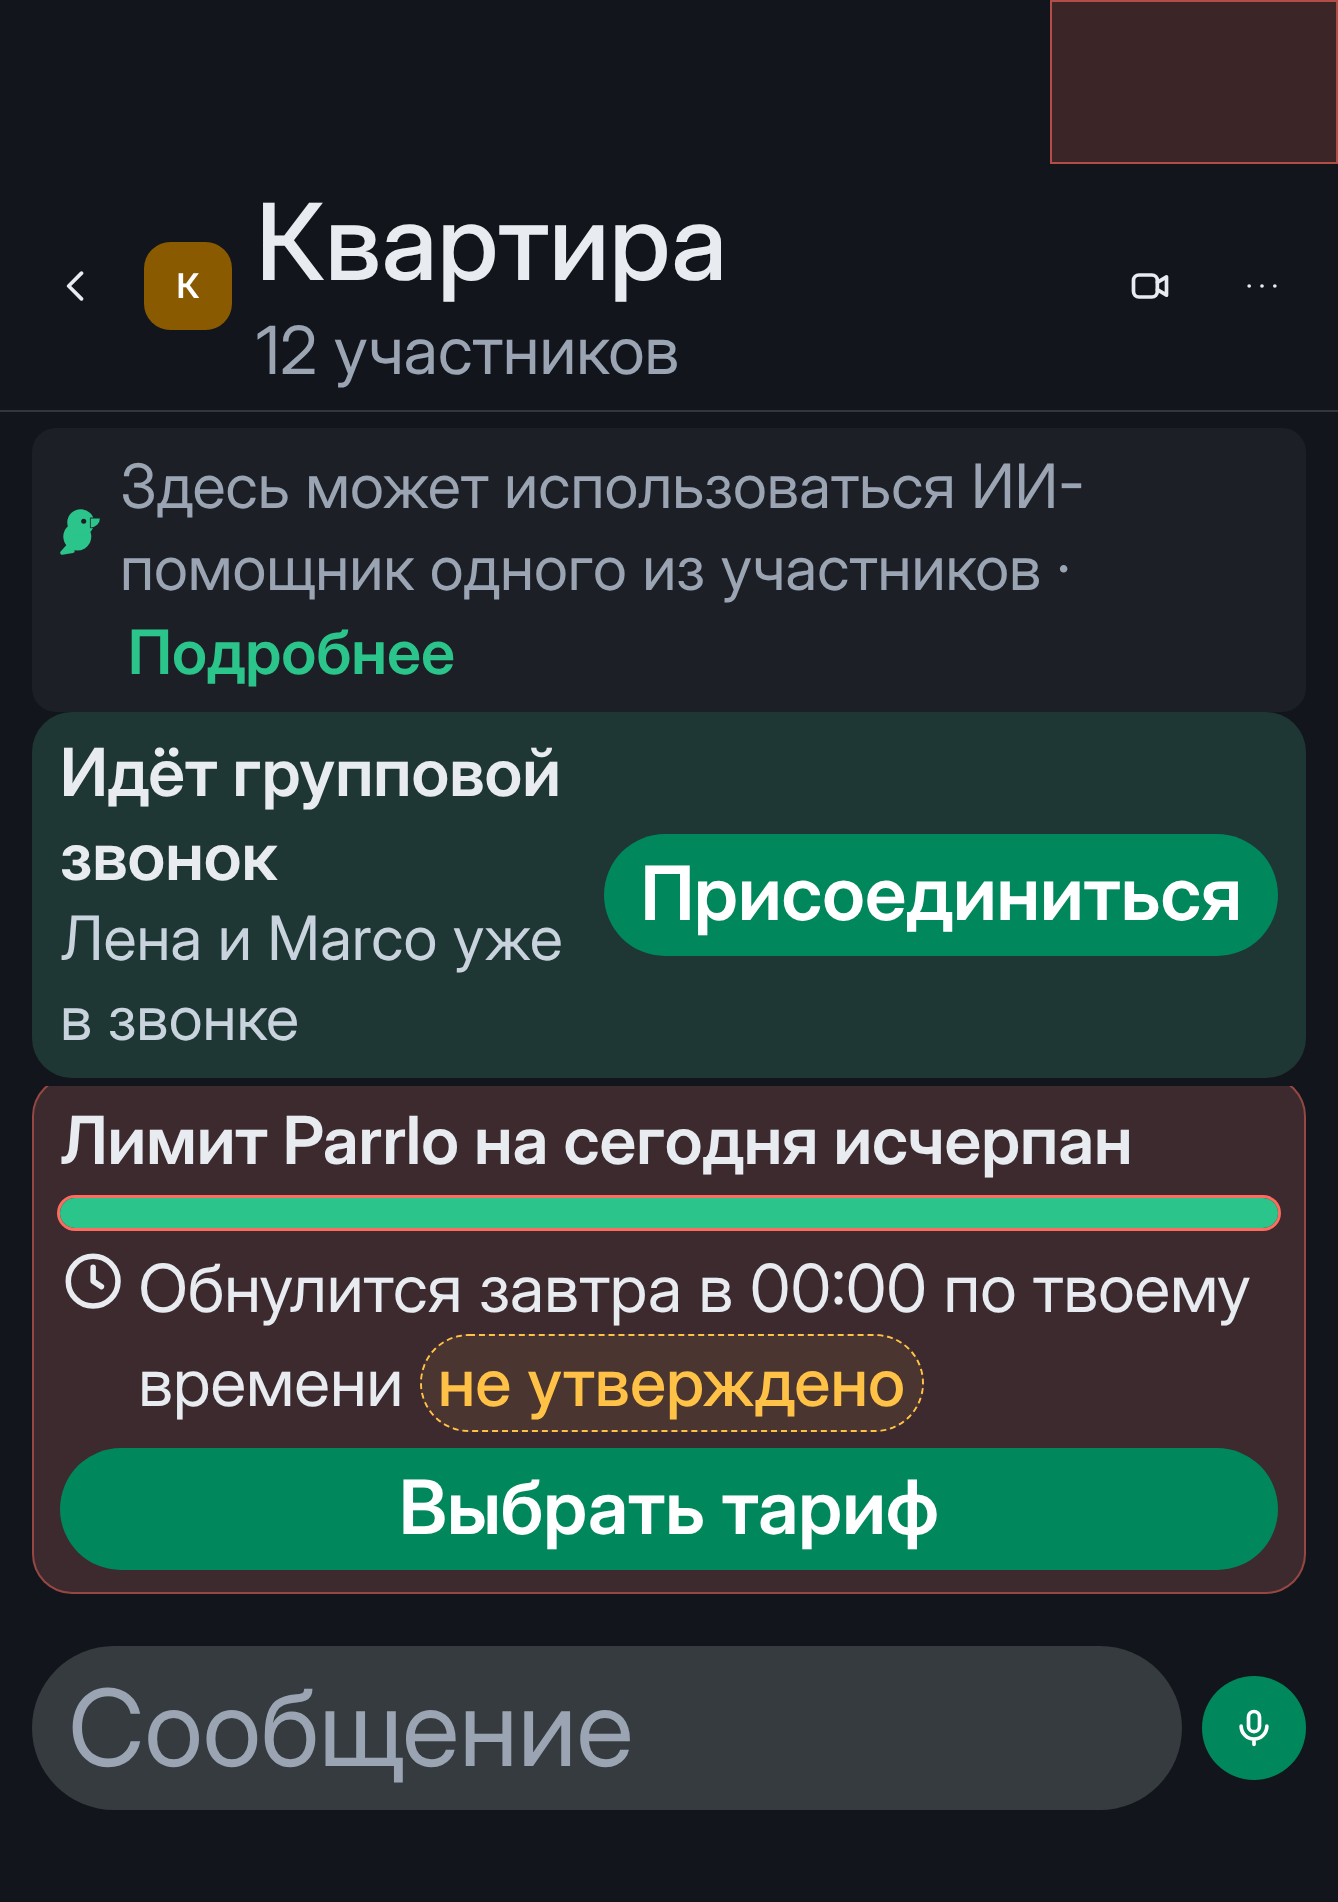 К
Квартира
12 участников
Здесь может использоваться ИИ-
помощник одного из участников ·
Подробнее
Идёт групповой
звонок
Лена и Marco уже
в звонке
Присоединиться
Лимит Parrlo на сегодня исчерпан
Обнулится завтра в 00:00 по твоему
времени не утверждено
Выбрать тариф
Сообщение